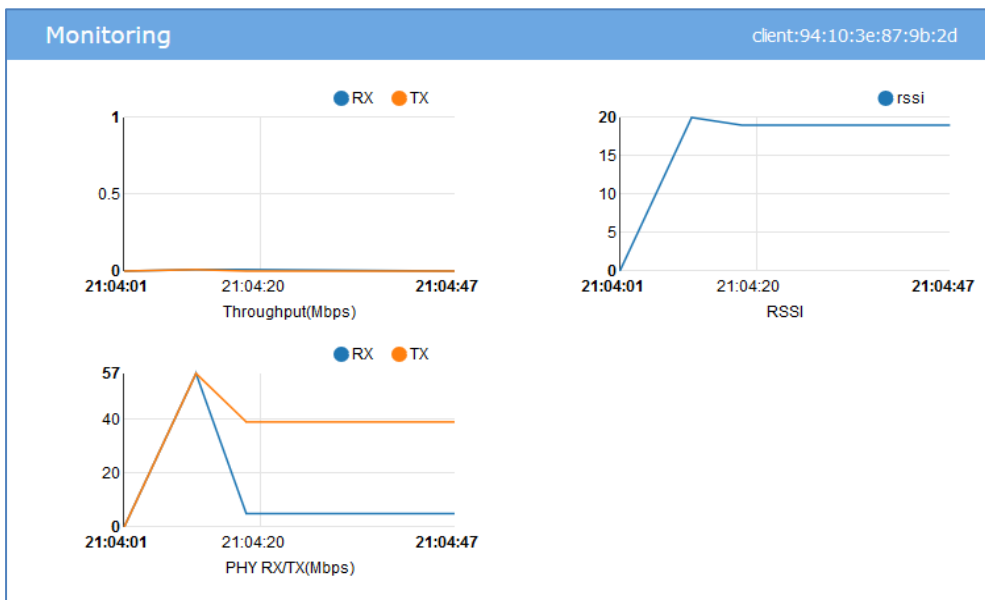 Monitoring
client:94:10:3e:87:9b:2d
RX TX
1
0.5
0
21:04:01 21:04:20 21:04:47
Throughput(Mbps)
rssi
20
15
10
5
0
21:04:01 21:04:20 21:04:47
RSSI
RX TX
57
40
20
0
21:04:01 21:04:20 21:04:47
PHY RX/TX(Mbps)